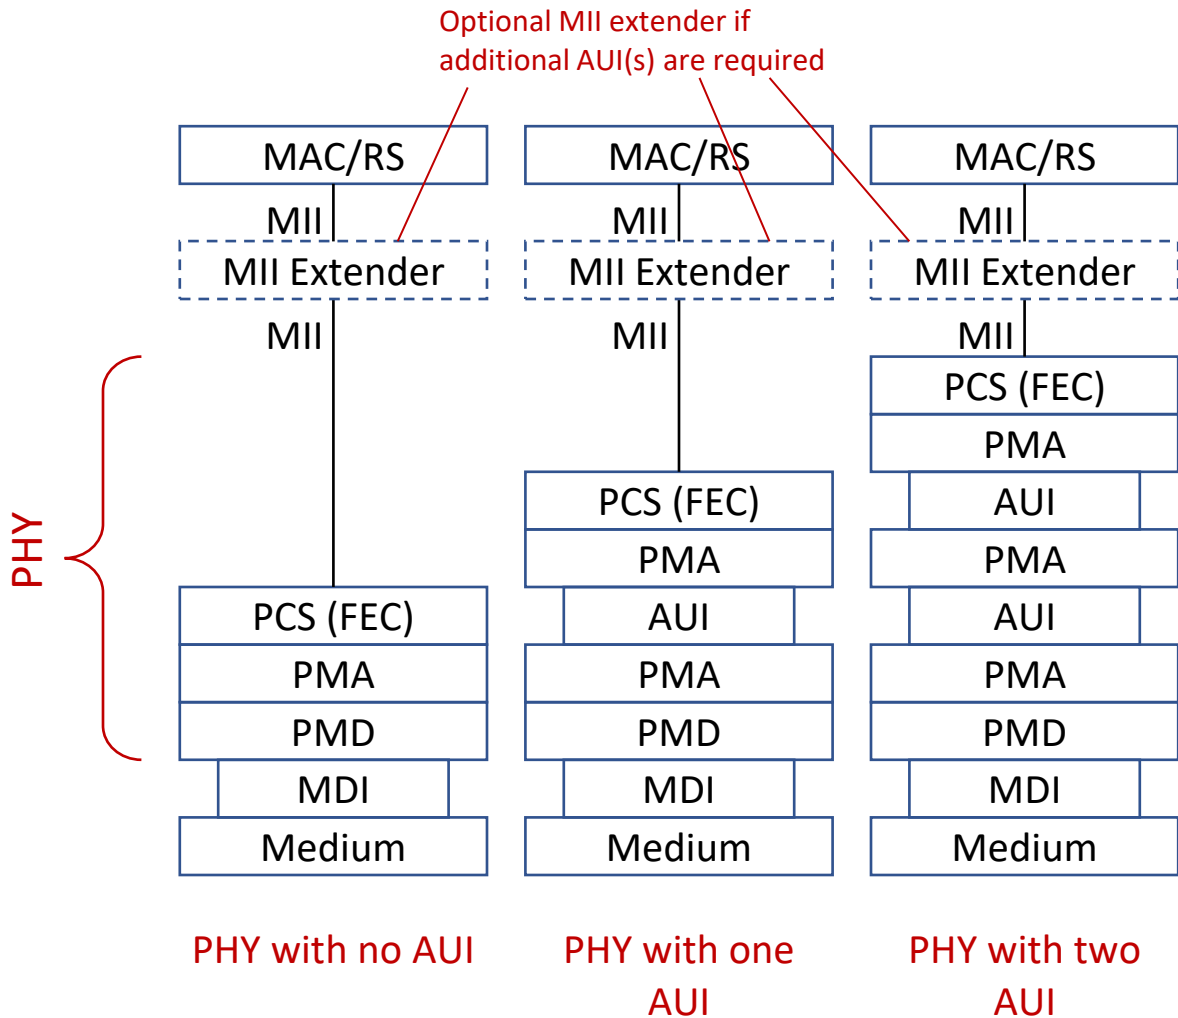 Optional MII extender if
additional AUI(s) are required
MAC/RS
MII
MII Extender
MII
PCS (FEC)
PMA
PMD
MDI
Medium
PHY with no AUI
MAC/RS
MII
MII Extender
MII
PCS (FEC)
PMA
AUI
PMA
PMD
MDI
Medium
PHY with one
AUI
MAC/RS
MII
MII Extender
MII
PCS (FEC)
PMA
AUI
PMA
AUI
PMA
PMD
MDI
Medium
PHY with two
AUI
PHY